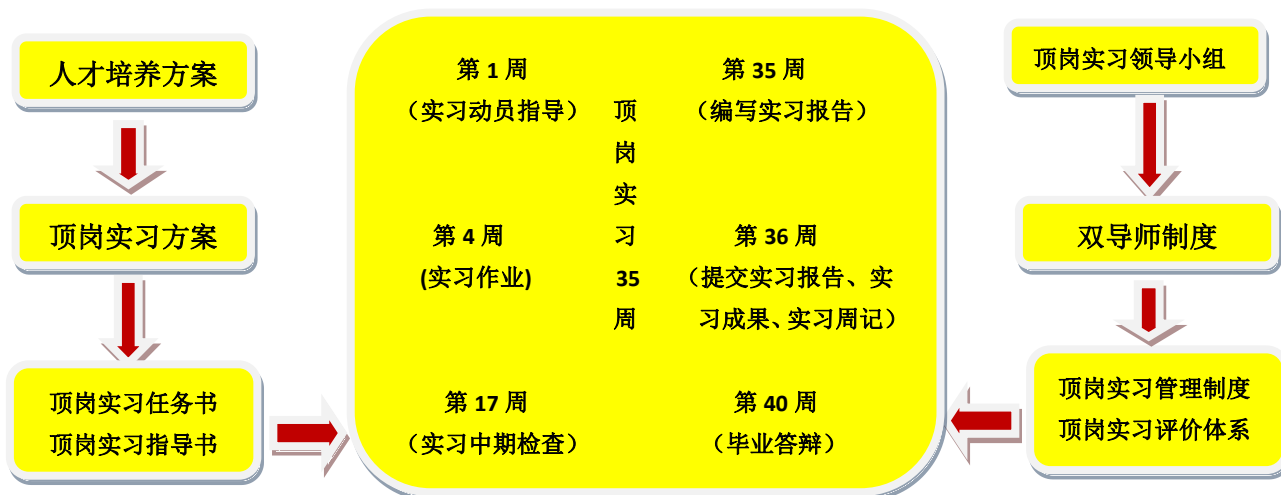 人才培养方案
顶岗实习方案
顶岗实习任务书
顶岗实习指导书
第 1 周
（实习动员指导）
第 4 周
(实习作业)
第 17 周
（实习中期检查）
顶
岗
实
习
35
周
第 35 周
（编写实习报告）
第 36 周
（提交实习报告、实
习成果、实习周记）
第 40 周
（毕业答辩）
顶岗实习领导小组
双导师制度
顶岗实习管理制度
顶岗实习评价体系